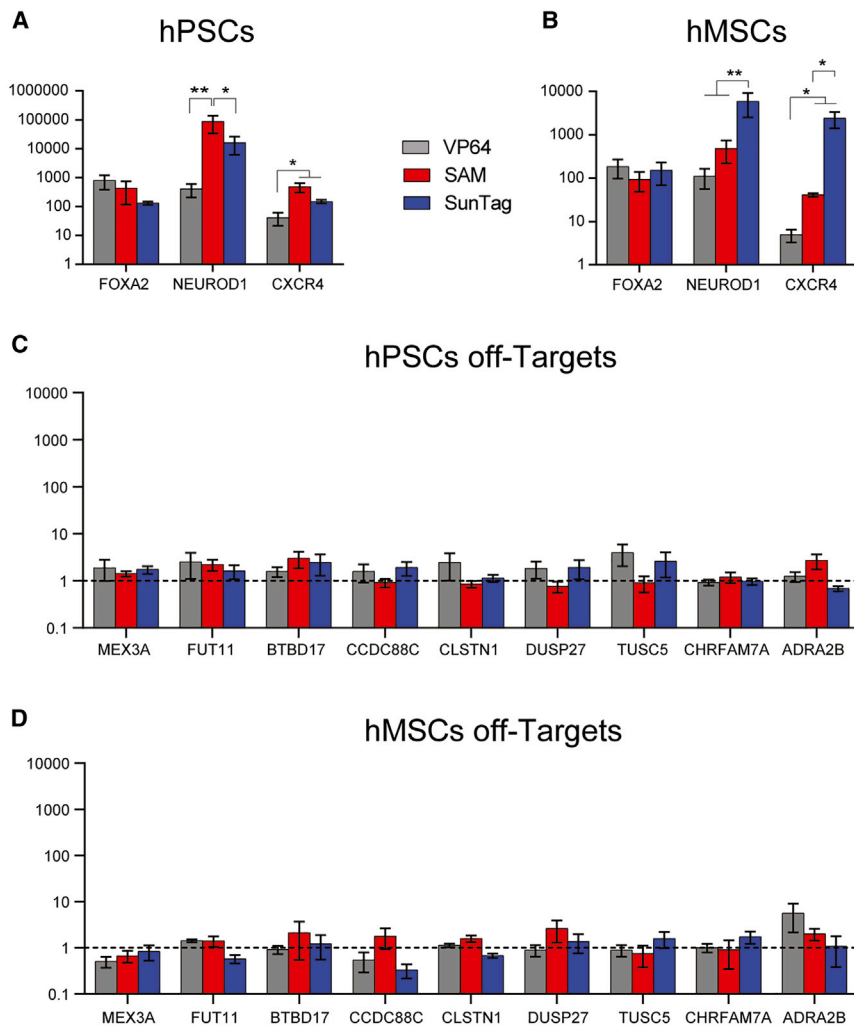 A
hPSCs
1000000
100000
10000
1000
100
10
1
** *
*
FOXA2 NEUROD1 CXCR4
VP64
SAM
SunTag
B
hMSCs
10000
1000
100
10
1
**
*
*
FOXA2 NEUROD1 CXCR4
C
hPSCs off-Targets
10000
1000
100
10
1
0.1
MEX3A FUT11 BTBD17 CCDC88C CLSTN1 DUSP27 TUSC5 CHRFAM7A ADRA2B
D
hMSCs off-Targets
10000
1000
100
10
1
0.1
MEX3A FUT11 BTBD17 CCDC88C CLSTN1 DUSP27 TUSC5 CHRFAM7A ADRA2B